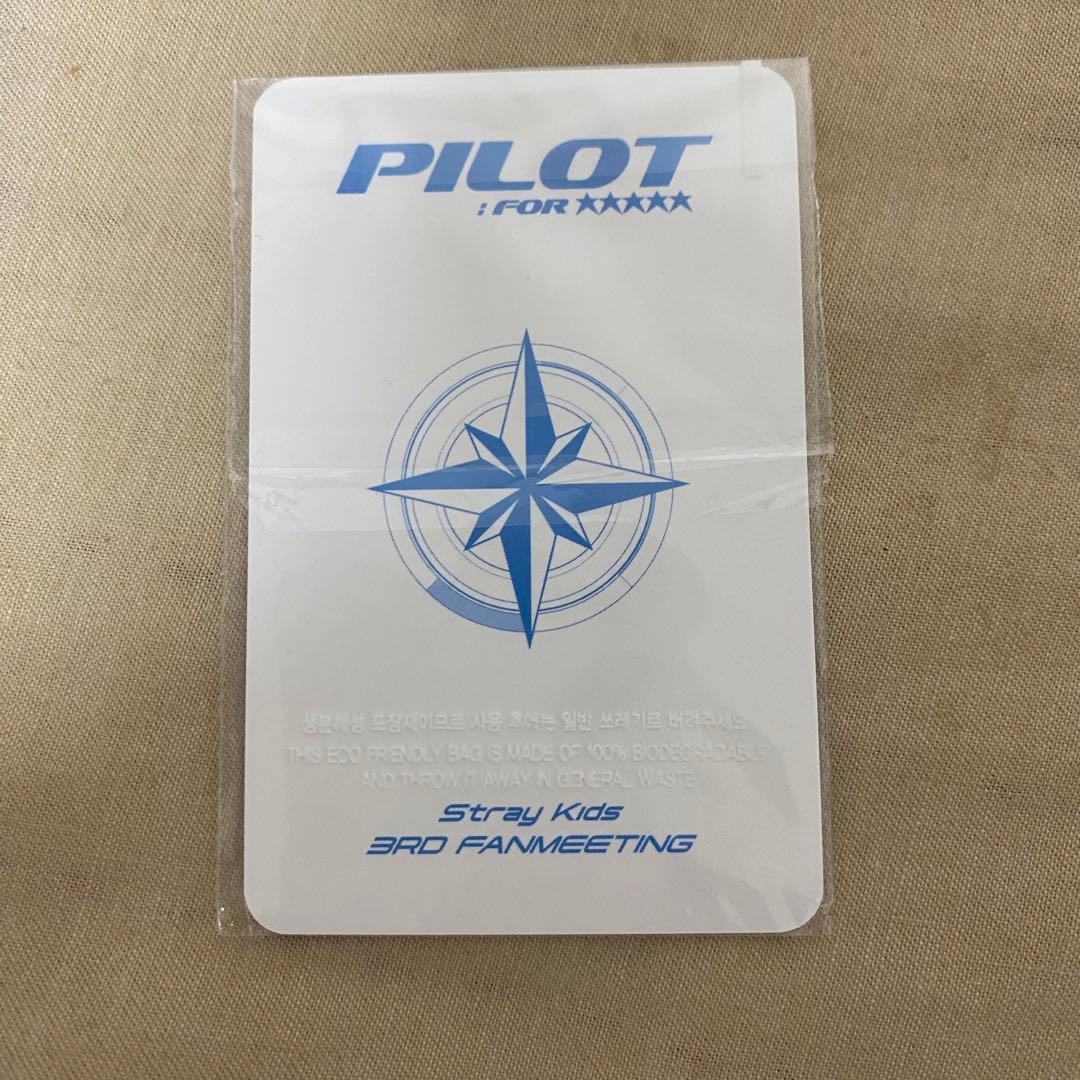 PILOT
: FOR ★★★★★
생분해성 포장재이므로 사용 후에는 일반 쓰레기로 버려주세요
THIS ECO FRIENDLY BAG IS MADE OF 100% BIODEGRADABLE
AND THROW IT AWAY IN GENERAL WASTE
Stray Kids
3RD FANMEETING